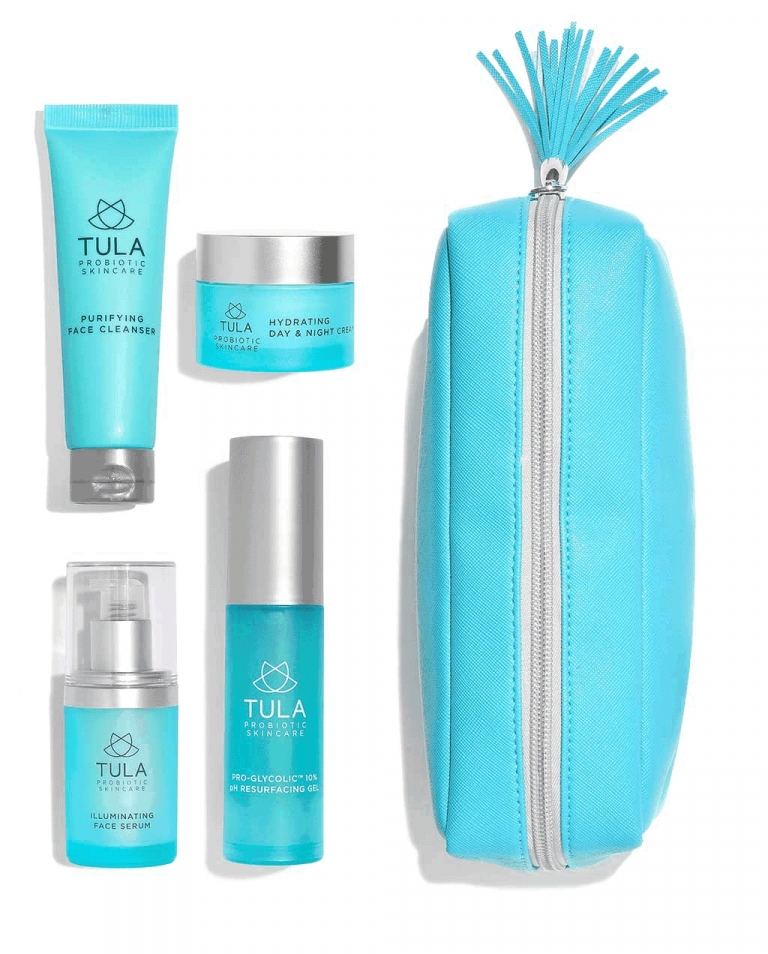 TULA
PROBIOTIC
SKINCARE
PURIFYING
FACE CLEANSER
TULA
PROBIOTIC
SKINCARE
HYDRATING
DAY & NIGHT CREAM
TULA
PROBIOTIC
SKINCARE
ILLUMINATING
FACE SERUM
TULA
PROBIOTIC
SKINCARE
PRO-GLYCOLIC™ 10%
pH RESURFACING GEL